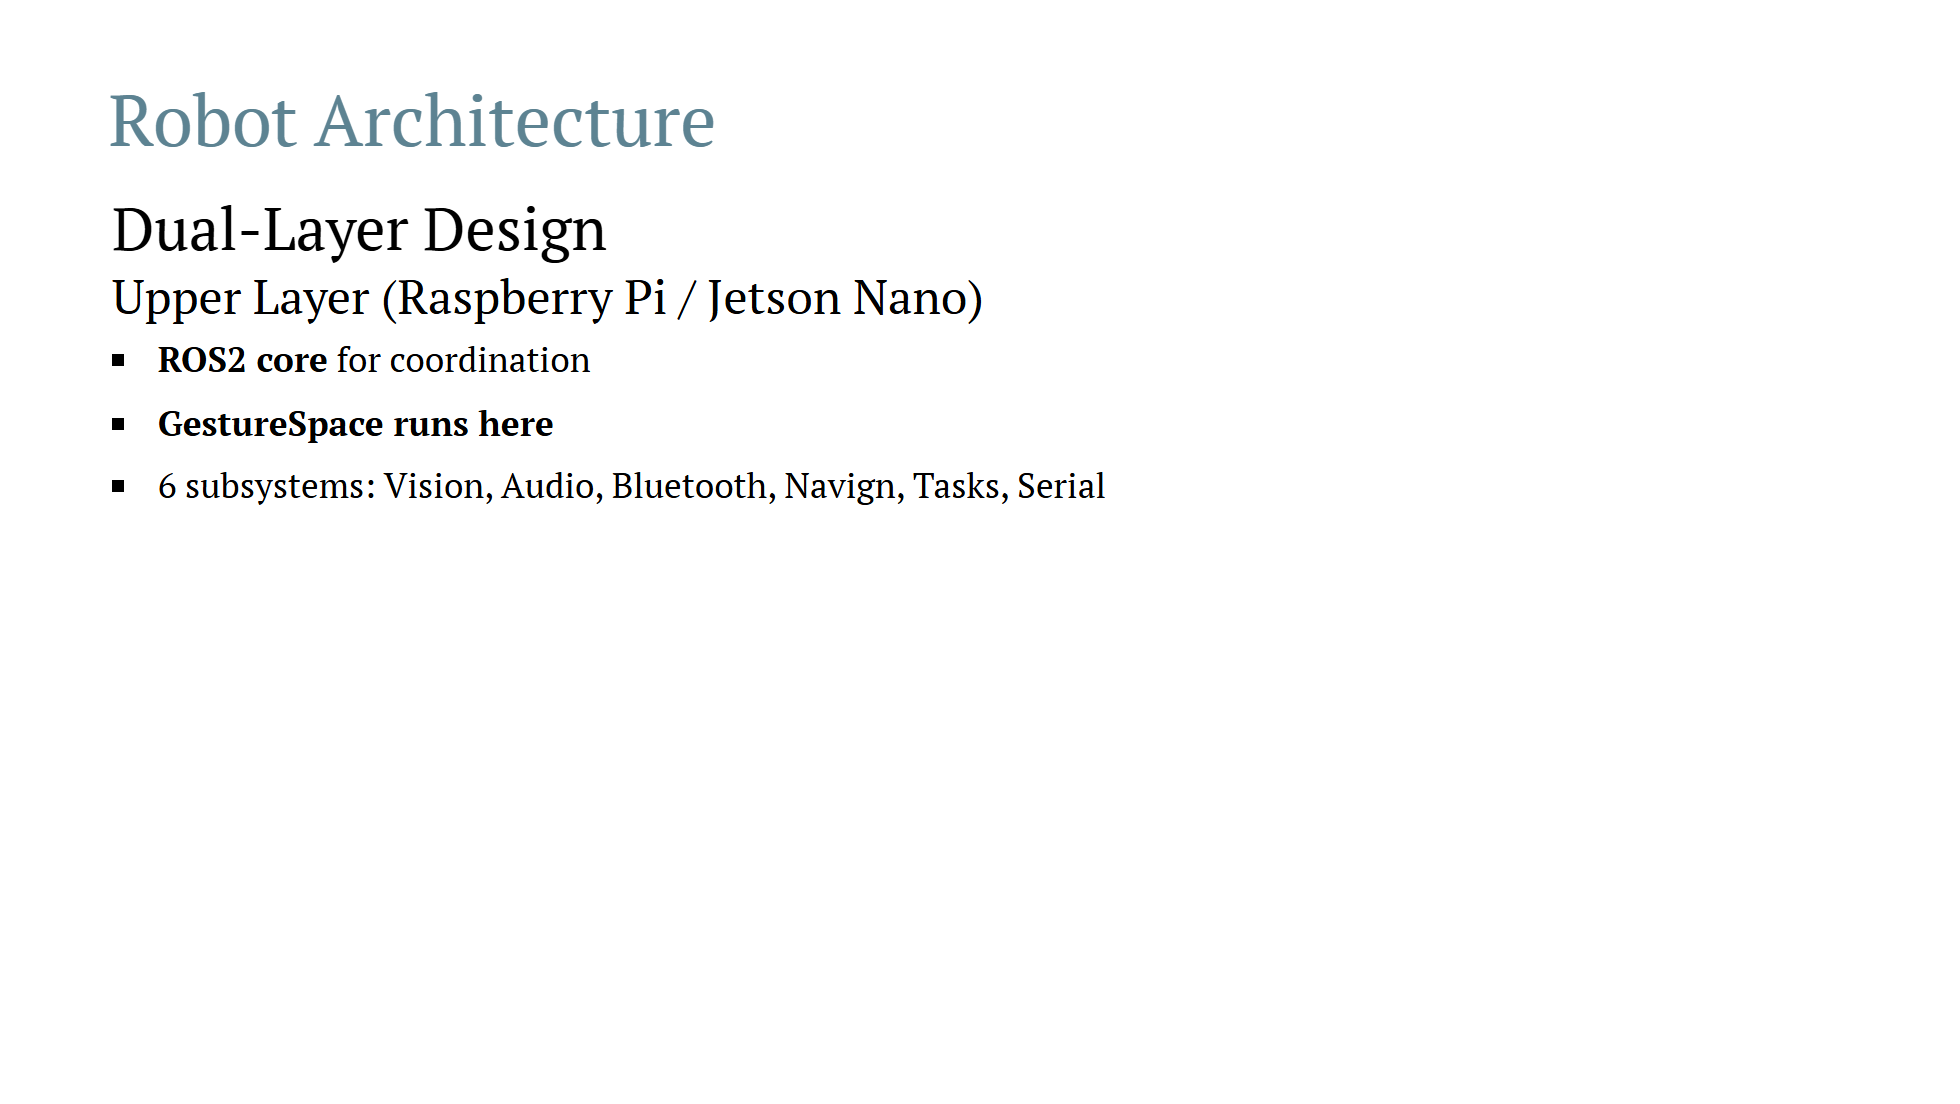 Robot Architecture
Dual-Layer Design
Upper Layer (Raspberry Pi / Jetson Nano)
▪ ROS2 core for coordination
▪ GestureSpace runs here
▪ 6 subsystems: Vision, Audio, Bluetooth, Navign, Tasks, Serial